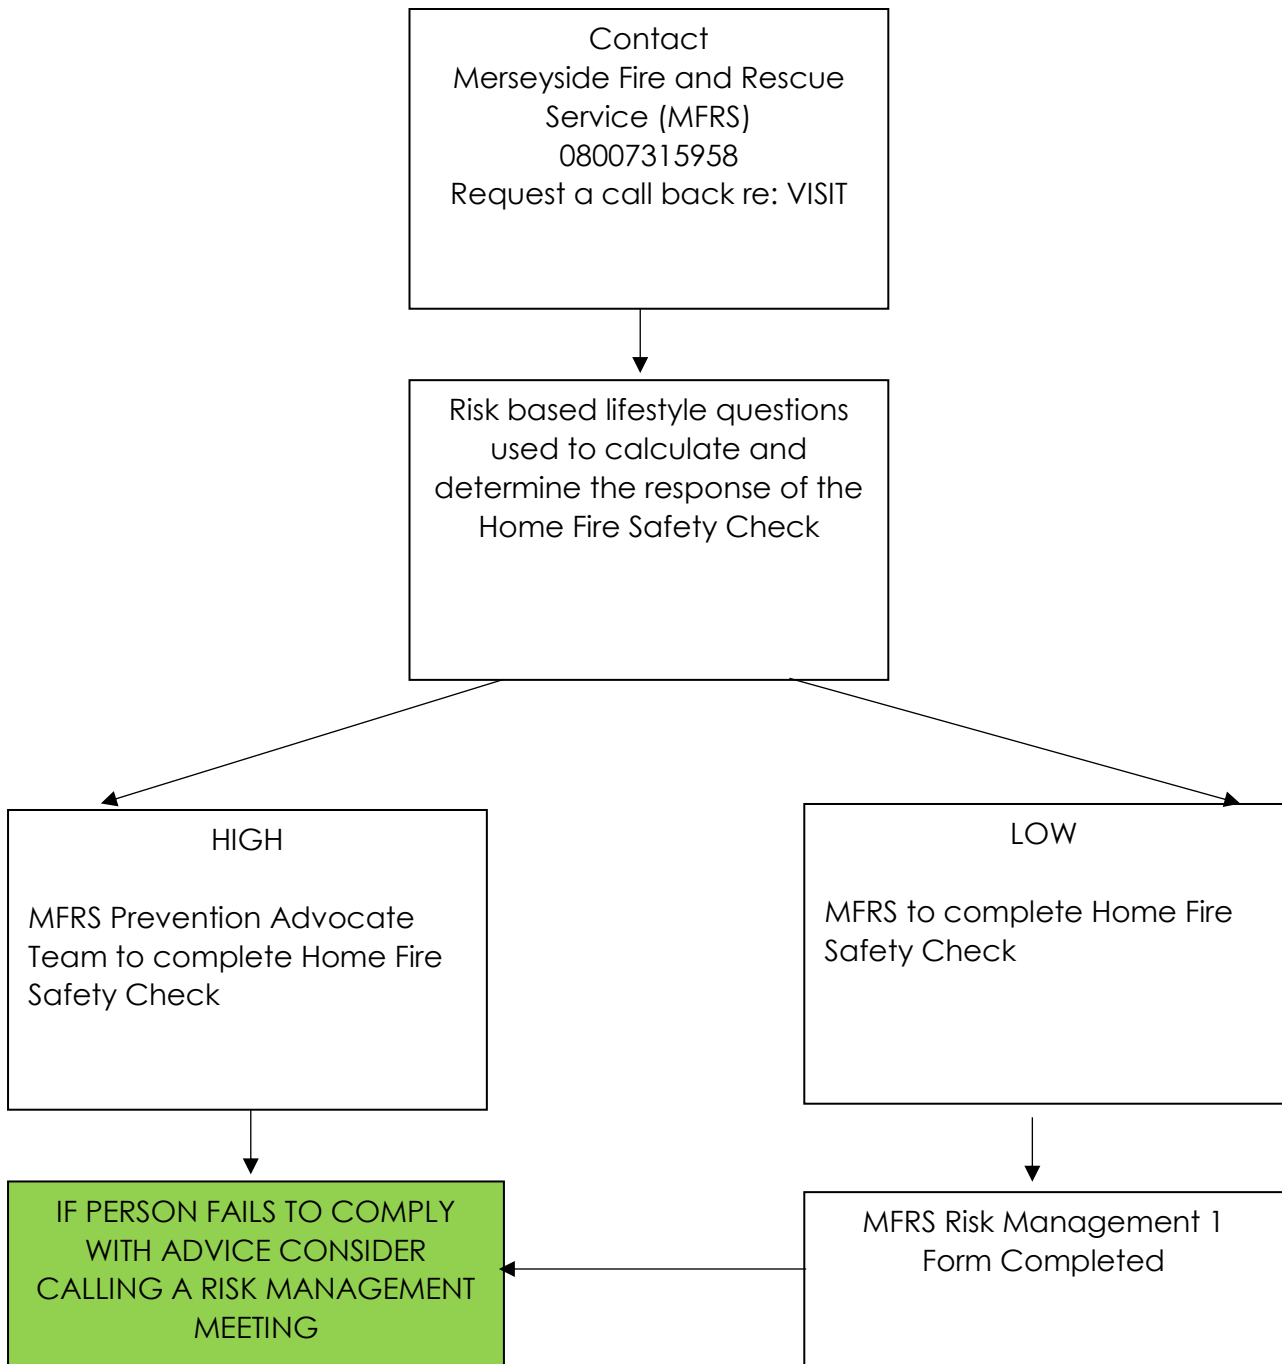 Contact
Merseyside Fire and Rescue
Service (MFRS)
08007315958
Request a call back re: VISIT
Risk based lifestyle questions
used to calculate and
determine the response of the
Home Fire Safety Check
HIGH
MFRS Prevention Advocate
Team to complete Home Fire
Safety Check
LOW
MFRS to complete Home Fire
Safety Check
IF PERSON FAILS TO COMPLY
WITH ADVICE CONSIDER
CALLING A RISK MANAGEMENT
MEETING
MFRS Risk Management 1
Form Completed